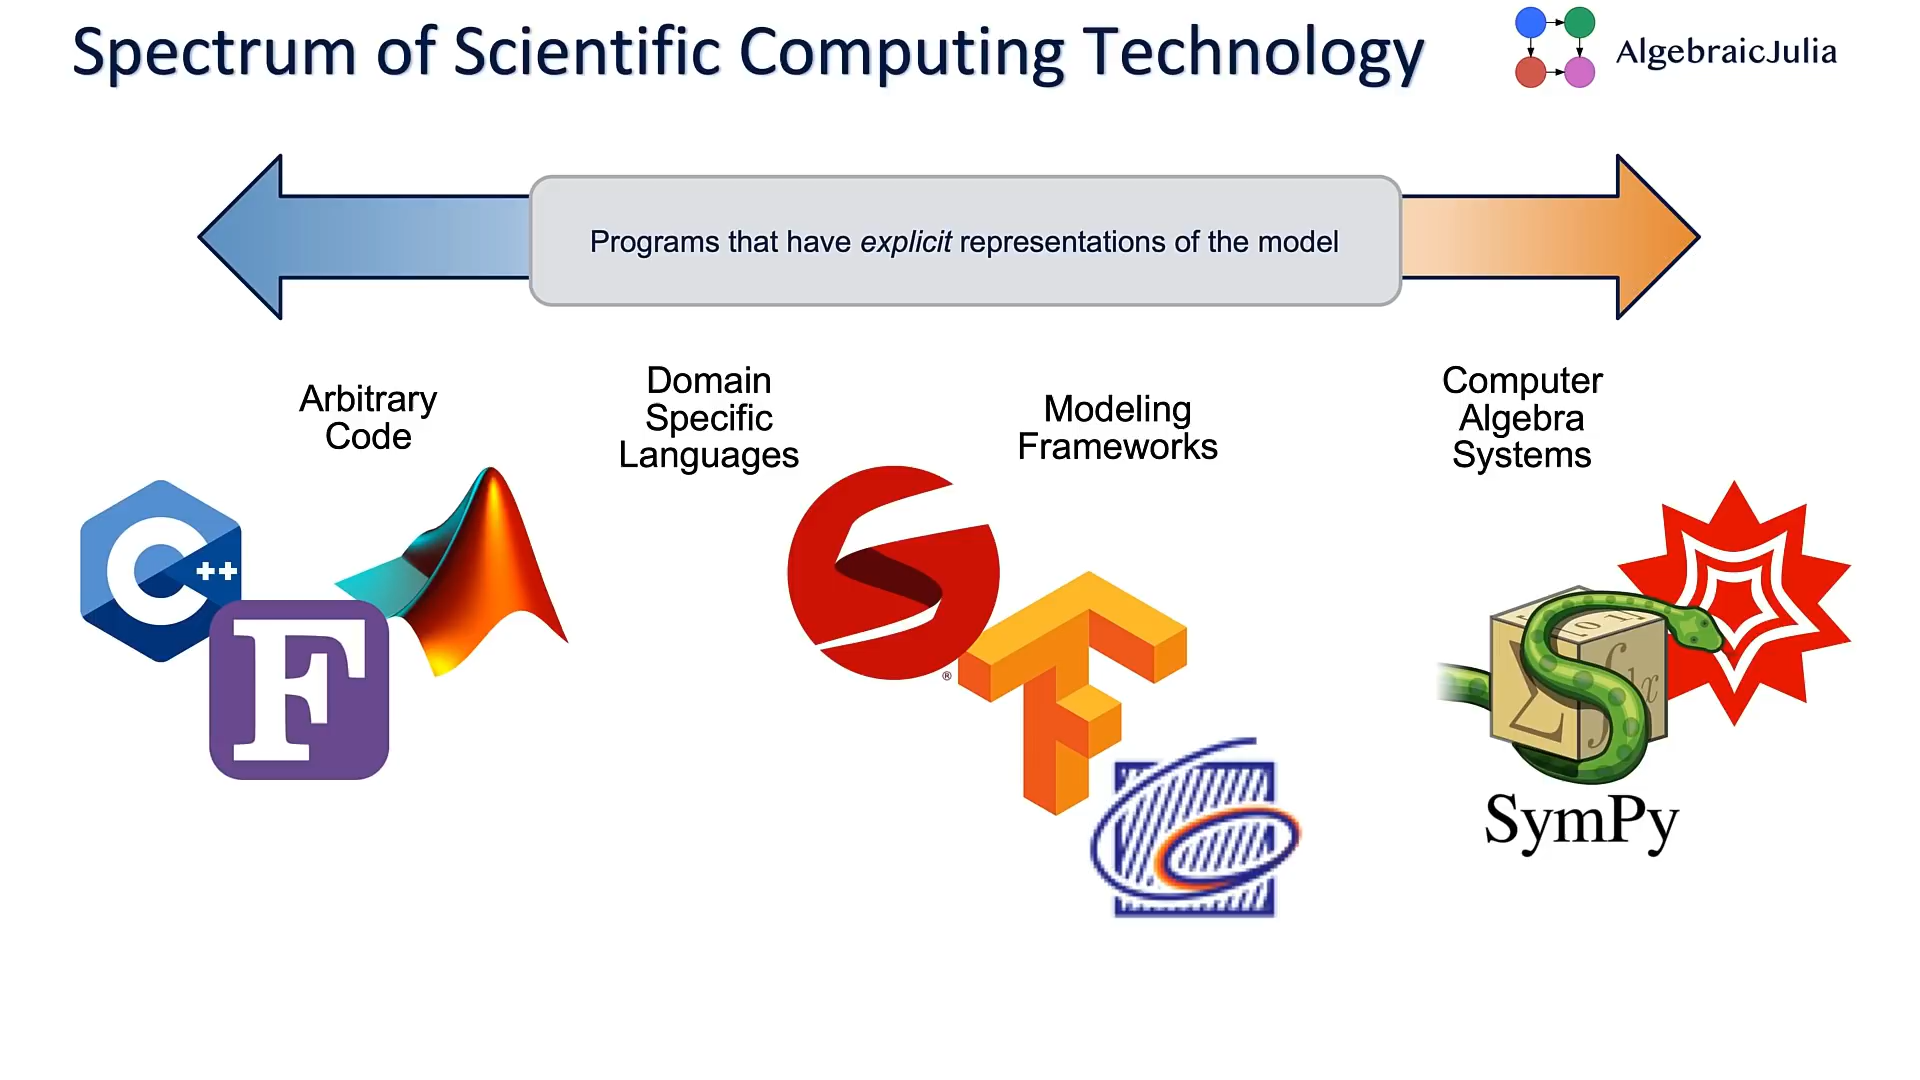 Spectrum of Scientific Computing Technology
AlgebraicJulia
Programs that have explicit representations of the model
Arbitrary
Code
Domain
Specific
Languages
Modeling
Frameworks
Computer
Algebra
Systems
C++
F
®
SymPy